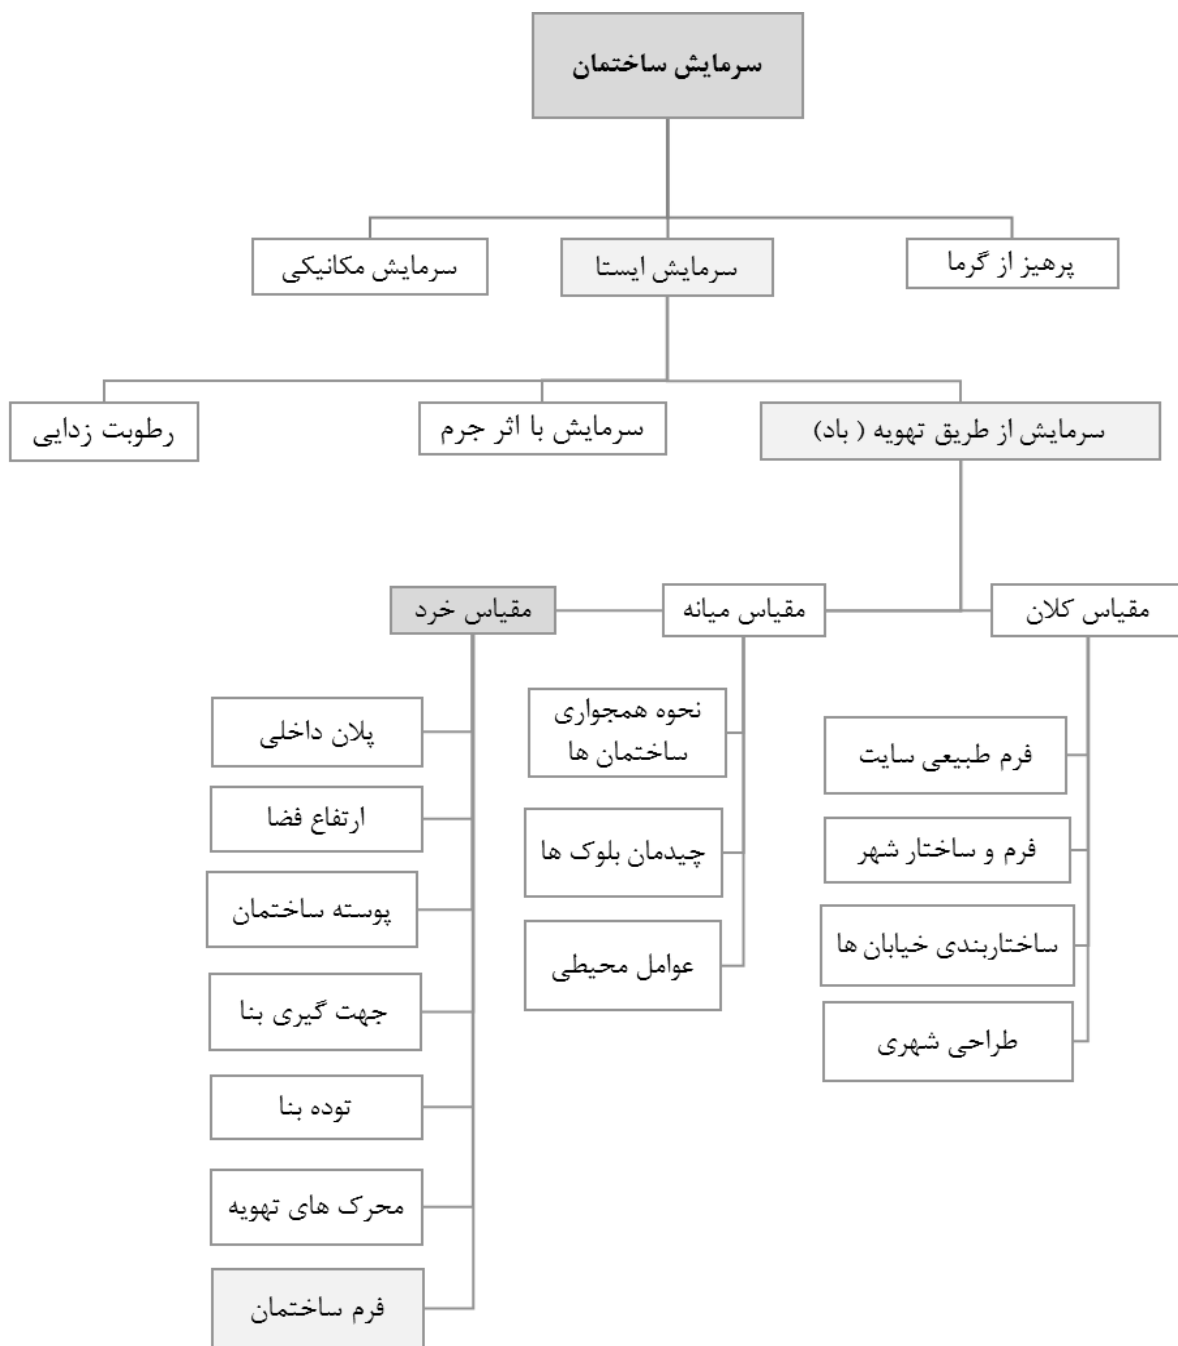 سرمایش ساختمان
پرهیز از گرما
سرمایش ایستا
سرمایش مکانیکی
سرمایش از طریق تهویه ( باد)
سرمایش با اثر جرم
رطوبت زدایی
مقیاس کلان
مقیاس میانه
مقیاس خرد
فرم طبیعی سایت
فرم و ساختار شهر
ساختاربندی خیابان ها
طراحی شهری
نحوه همجواری
ساختمان ها
چیدمان بلوک ها
عوامل محیطی
پلان داخلی
ارتفاع فضا
پوسته ساختمان
جهت گیری بنا
توده بنا
محرک های تهویه
فرم ساختمان